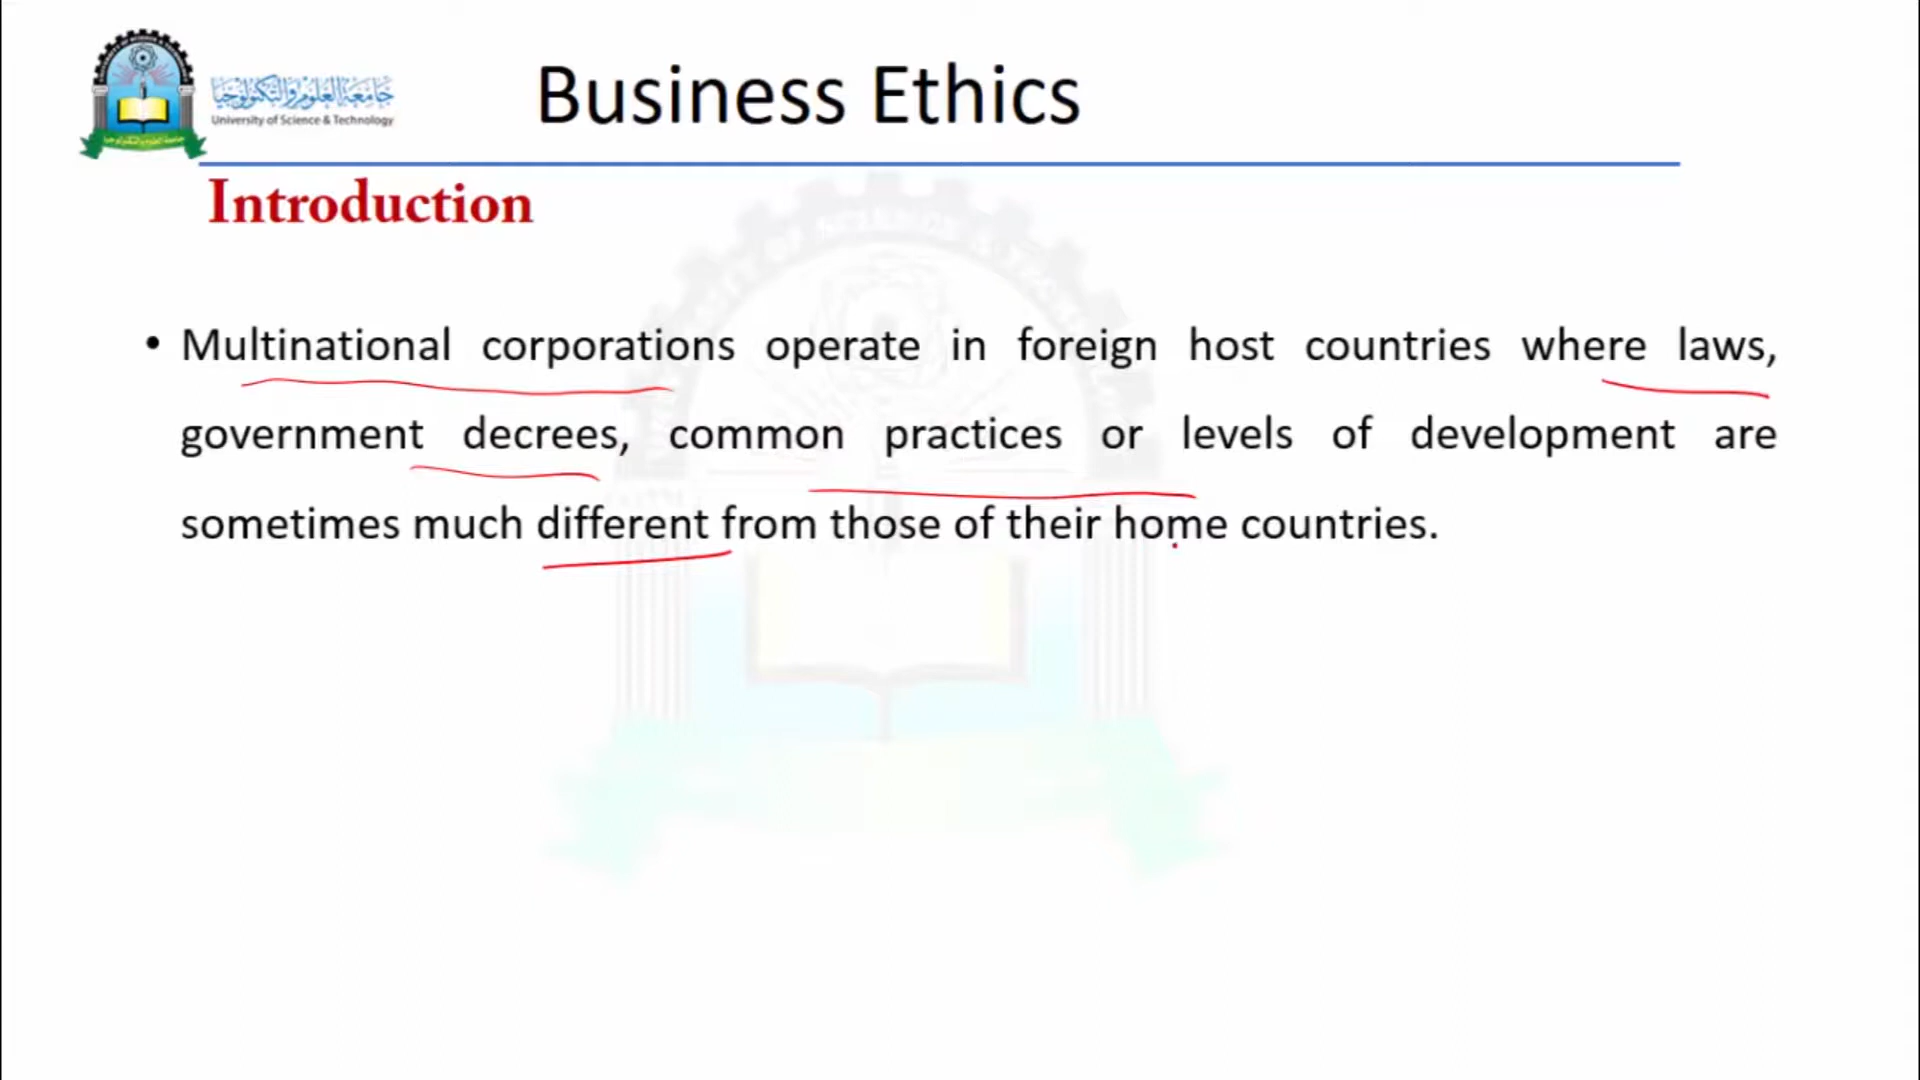 جامعة العلوم والتكنولوجيا
University of Science & Technology
Business Ethics
Introduction
• Multinational corporations operate in foreign host countries where laws,
government decrees, common practices or levels of development are
sometimes much different from those of their home countries.